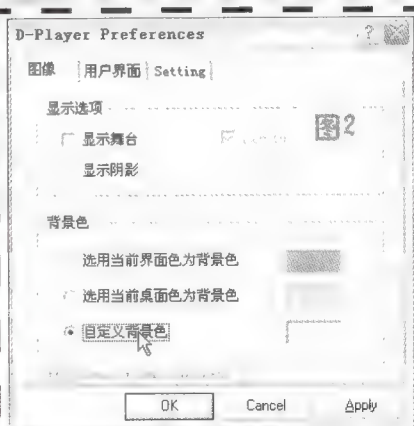 D-Player Preferences
?
图像 用户界面 Setting
显示选项
图2
显示舞台
显示阴影
背景色
选用当前界面色为背景色
选用当前桌面色为背景色
自定义背景色
OK Cancel Apply